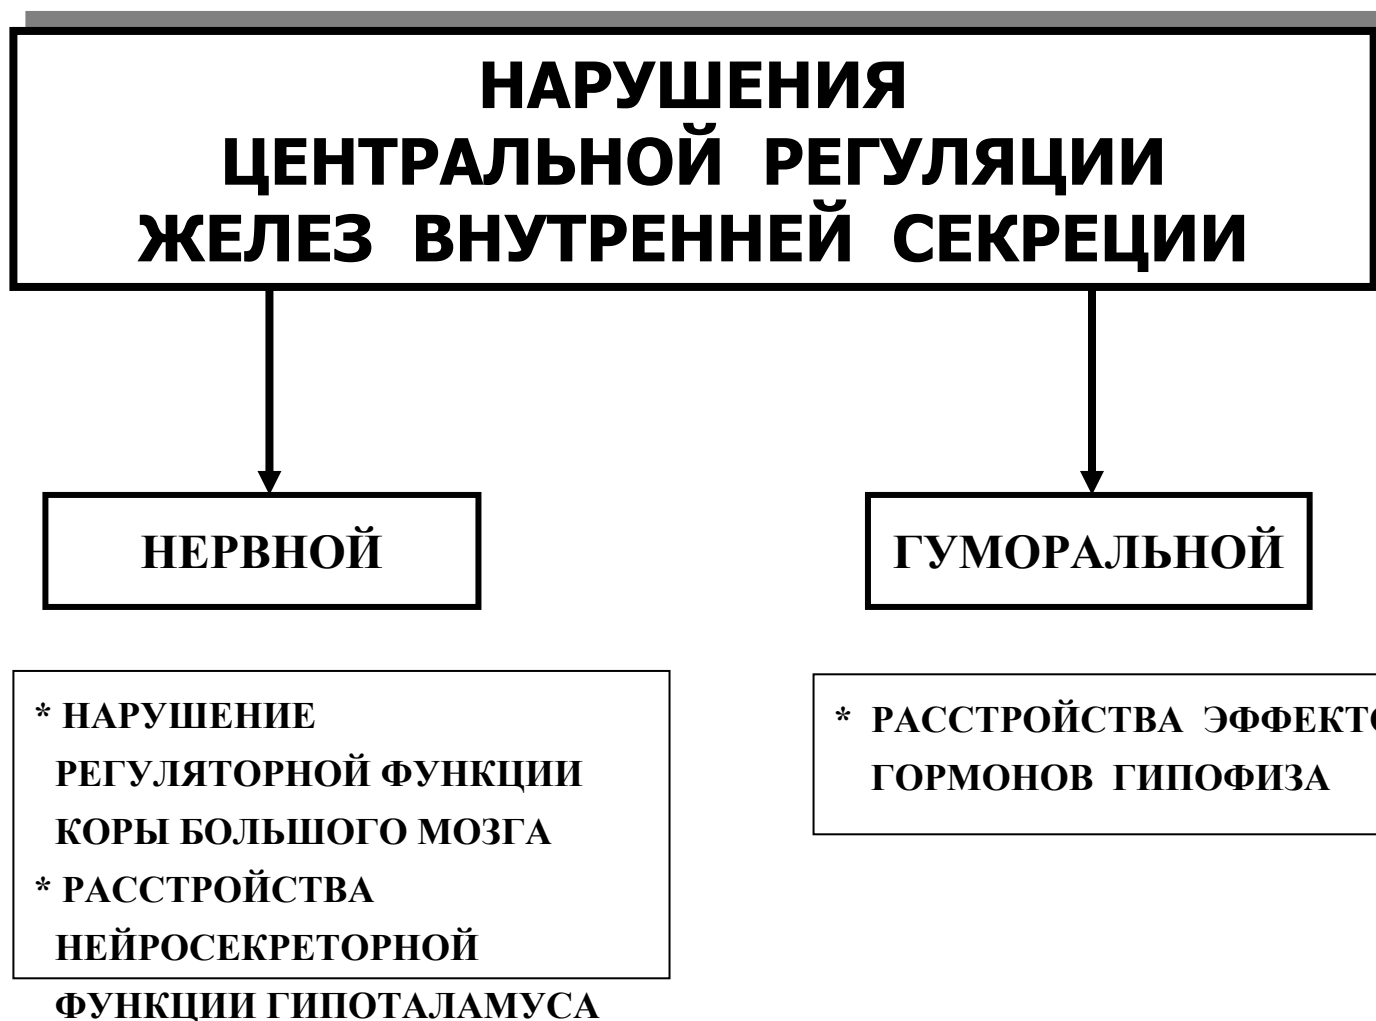 НАРУШЕНИЯ
ЦЕНТРАЛЬНОЙ РЕГУЛЯЦИИ
ЖЕЛЕЗ ВНУТРЕННЕЙ СЕКРЕЦИИ
НЕРВНОЙ
ГУМОРАЛЬНОЙ
* НАРУШЕНИЕ
РЕГУЛЯТОРНОЙ ФУНКЦИИ
КОРЫ БОЛЬШОГО МОЗГА
* РАССТРОЙСТВА
НЕЙРОСЕКРЕТОРНОЙ
ФУНКЦИИ ГИПОТАЛАМУСА
* РАССТРОЙСТВА
ГОРМОНОВ ГИПОФИЗА